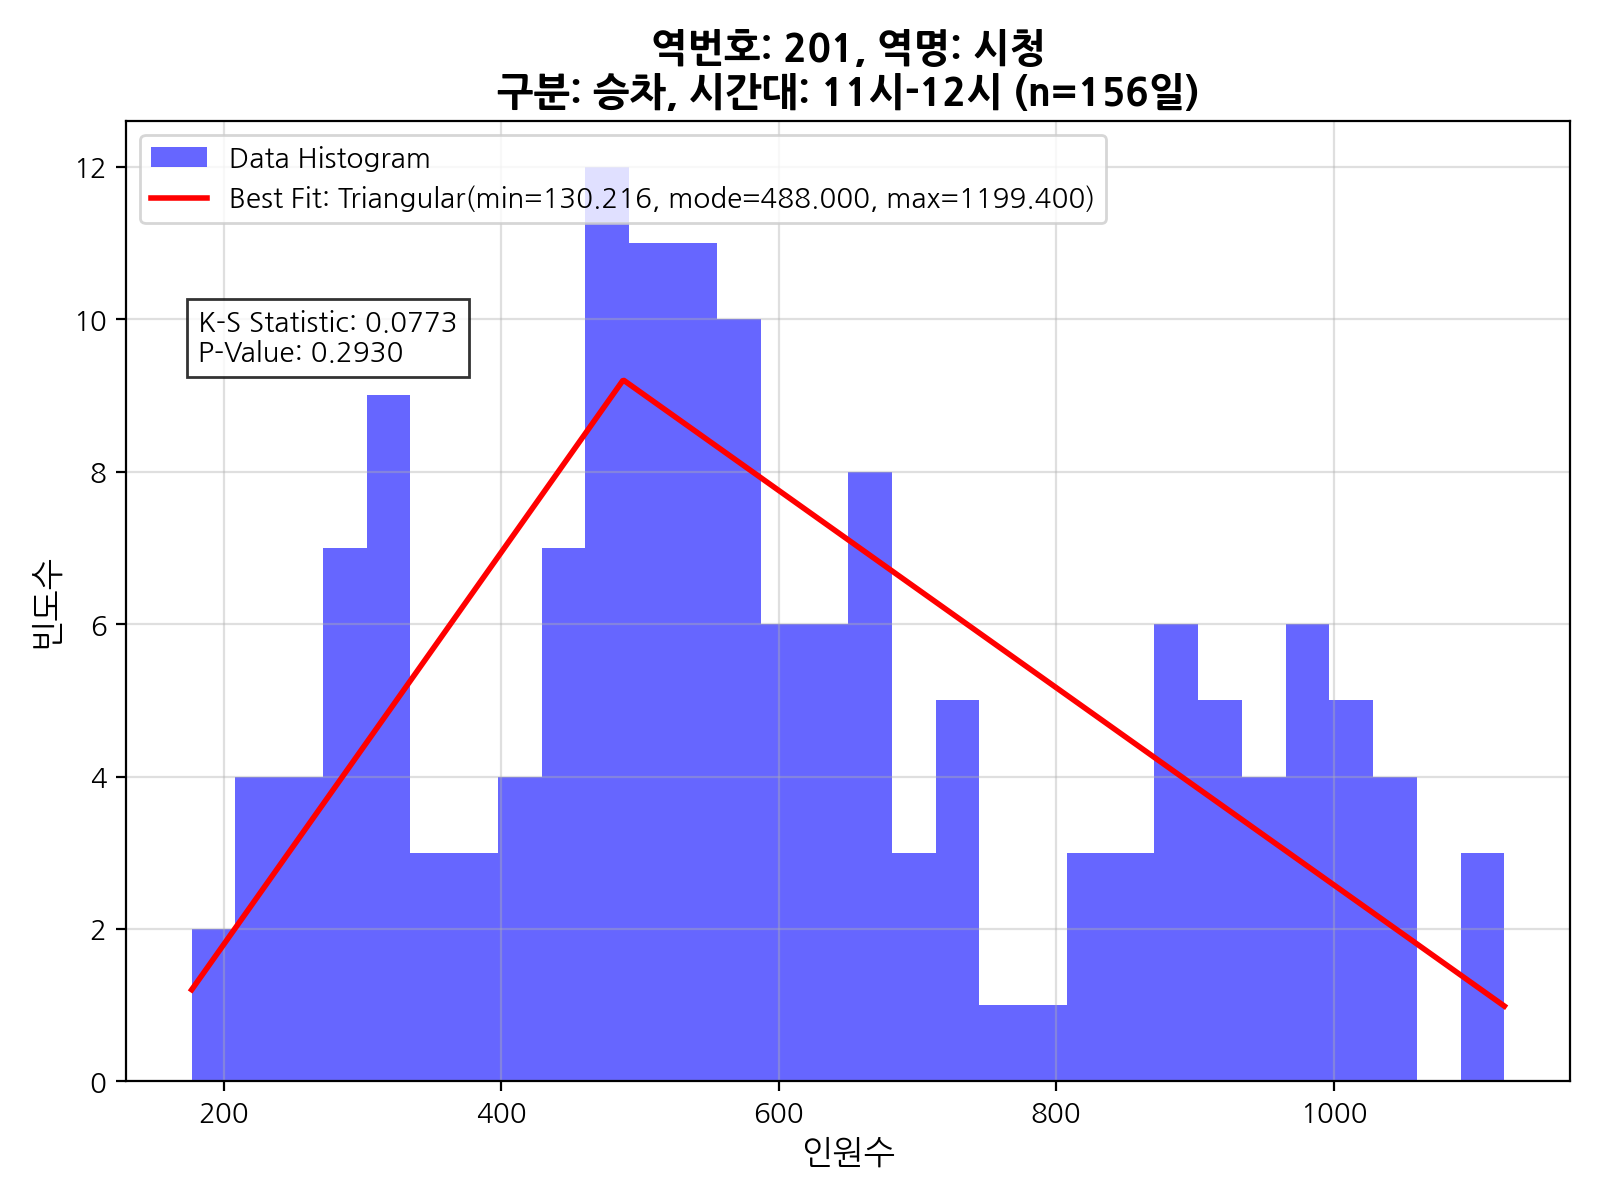 역번호: 201, 역명: 시청
구분: 승차, 시간대: 11시-12시 (n=156일)
Data Histogram
Best Fit: Triangular(min=130.216, mode=488.000, max=1199.400)
K-S Statistic: 0.0773
P-Value: 0.2930
빈도수
12
10
8
6
4
2
0
200 400 600 800 1000
인원수